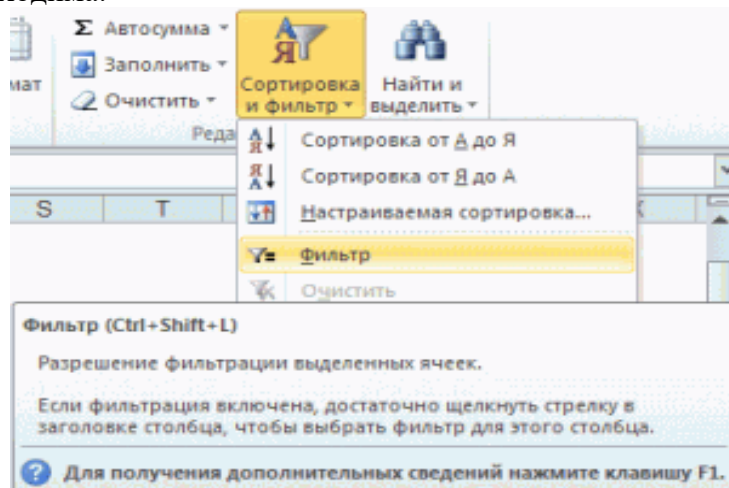 Σ Автосумма
Заполнить
Очистить
Сортировка
и фильтр
Найти и
выделить
мат
Реда
Сортировка от А до Я
Сортировка от Я до А
Настраиваемая сортировка...
Фильтр
Очистить
S T
Фильтр (Ctrl+Shift+L)
Разрешение фильтрации выделенных ячеек.
Если фильтрация включена, достаточно щелкнуть стрелку в
заголовке столбца, чтобы выбрать фильтр для этого столбца.
Для получения дополнительных сведений нажмите клавишу F1.